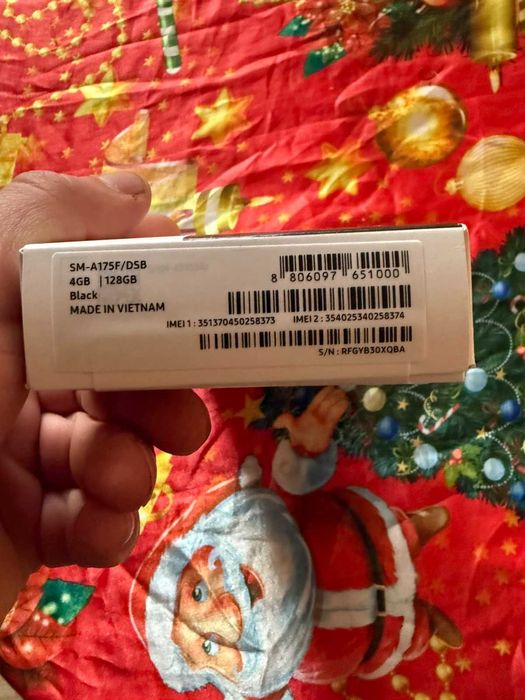 SM-A175F/DSB
4GB | 128GB
Black
MADE IN VIETNAM
8 806097 651000
IMEI 1 : 351370450258373 IMEI 2 : 354025340258374
S/N : RFGYB30XQBA